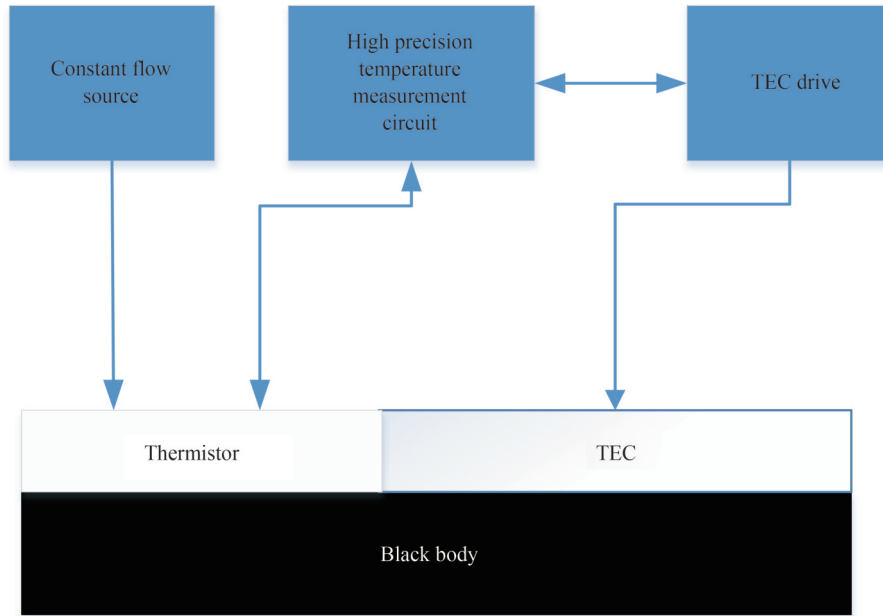 Constant flow
source
High precision
temperature
measurement
circuit
TEC drive
Thermistor
TEC
Black body